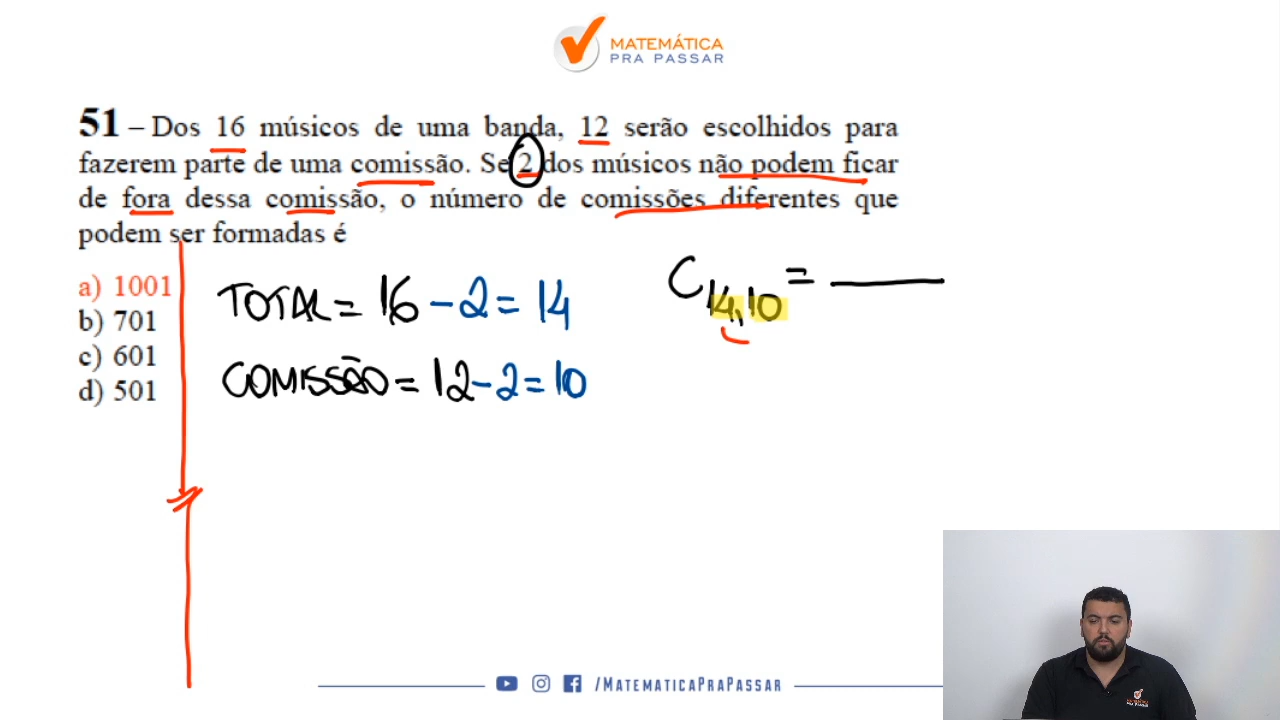 MATEMÁTICA
PRA PASSAR
51 – Dos 16 músicos de uma banda, 12 serão escolhidos para
fazerem parte de uma comissão. Se 2 dos músicos não podem ficar
de fora dessa comissão, o número de comissões diferentes que
podem ser formadas é
a) 1001
b) 701
c) 601
d) 501
TOTAL = 16 – 2 = 14
COMISSÃO = 12 – 2 = 10
C14,10 =
/MATEMATICAPRAPASSAR